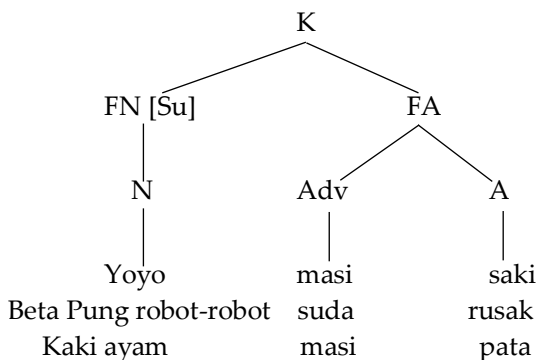 K
FN [Su] FA
N Adv A
Yoyo masi saki
Beta Pung robot-robot suda rusak
Kaki ayam masi pata